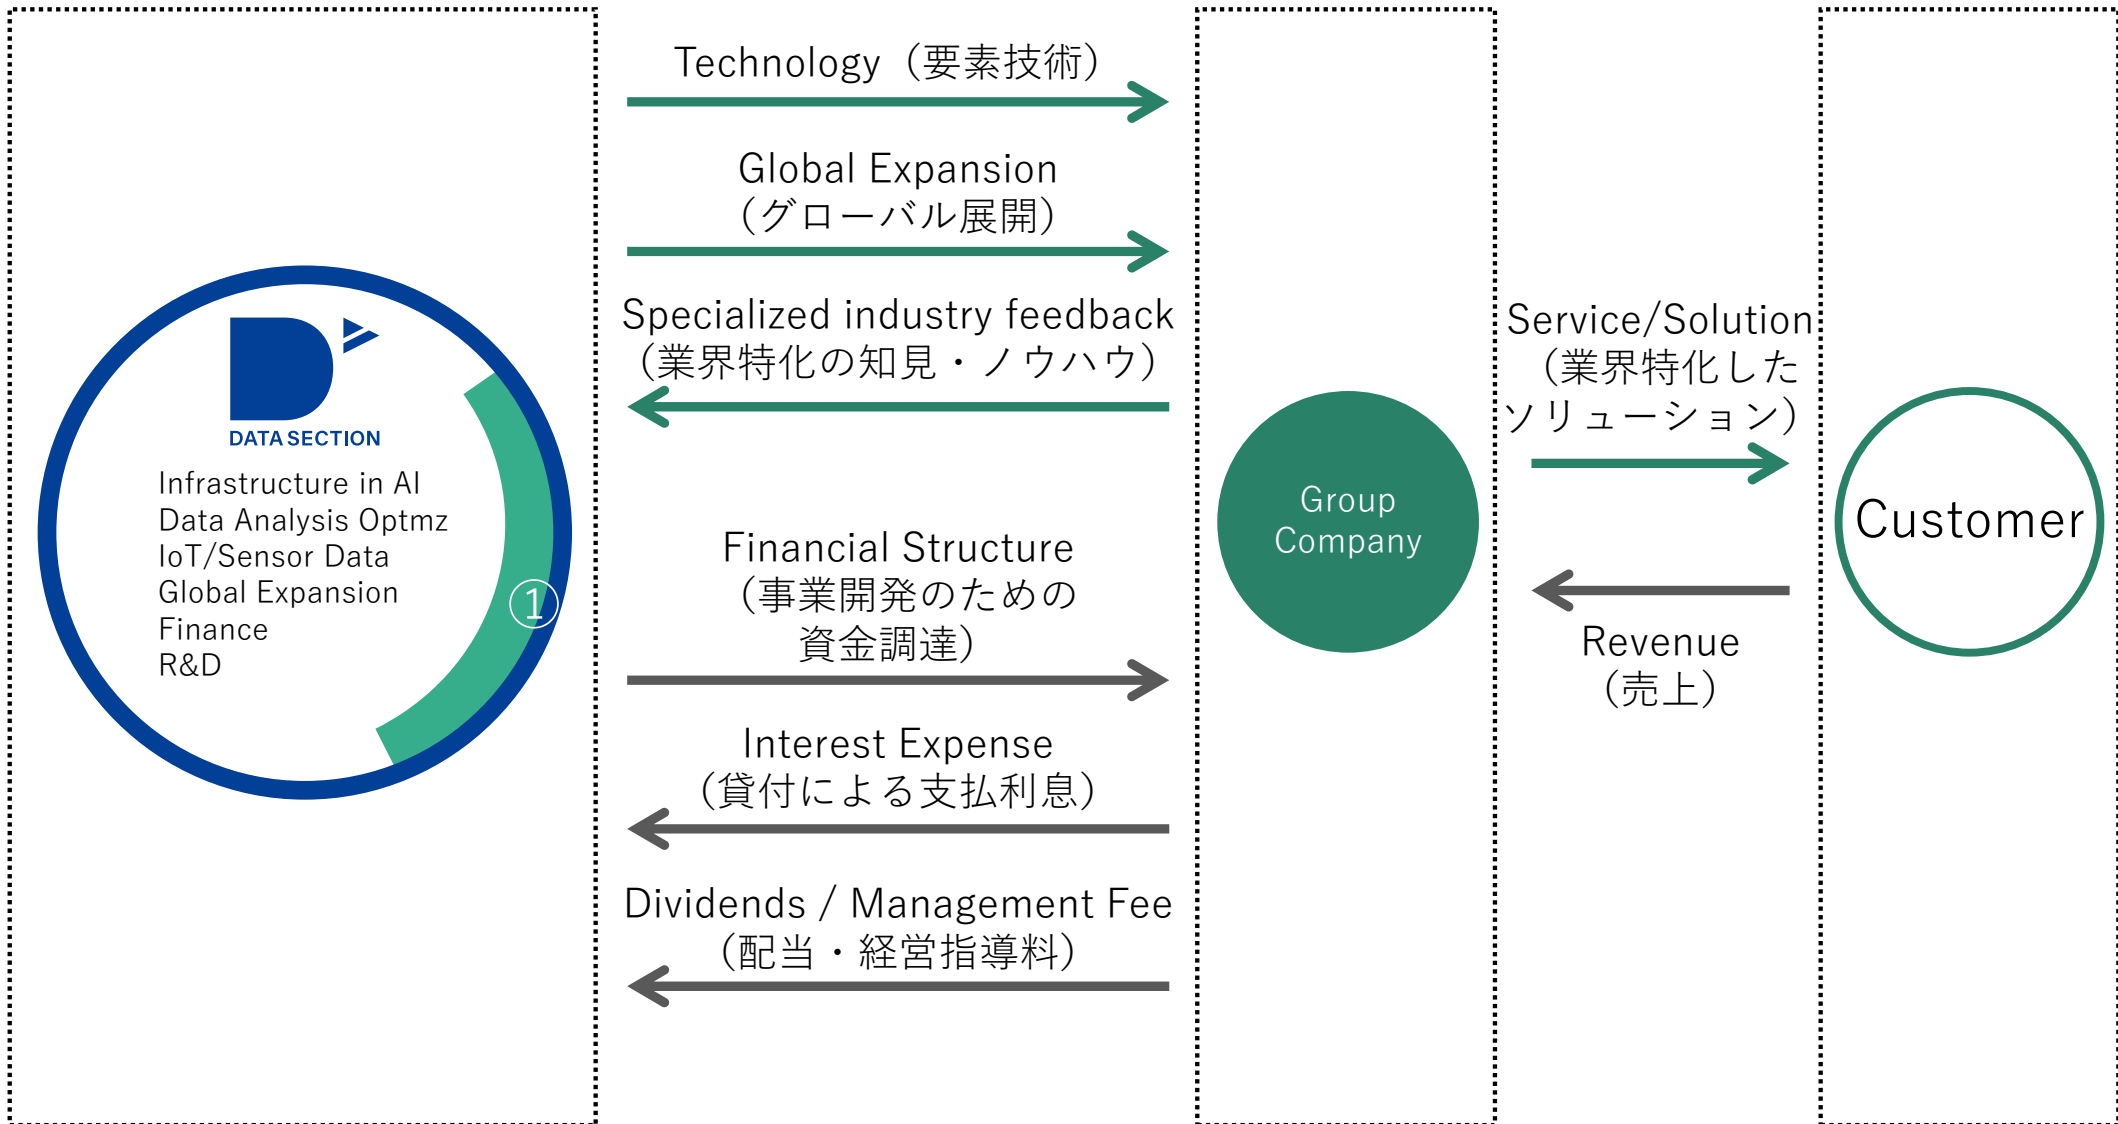 DATA SECTION
Infrastructure in AI
Data Analysis Optmz
IoT/Sensor Data
Global Expansion
Finance
R&D
①
Technology（要素技術）
Global Expansion
（グローバル展開）
Specialized industry feedback
（業界特化の知見・ノウハウ）
Financial Structure
（事業開発のための
資金調達）
Interest Expense
（貸付による支払利息）
Dividends / Management Fee
（配当・経営指導料）
Group
Company
Service/Solution
（業界特化した
ソリューション）
Revenue
（売上）
Customer